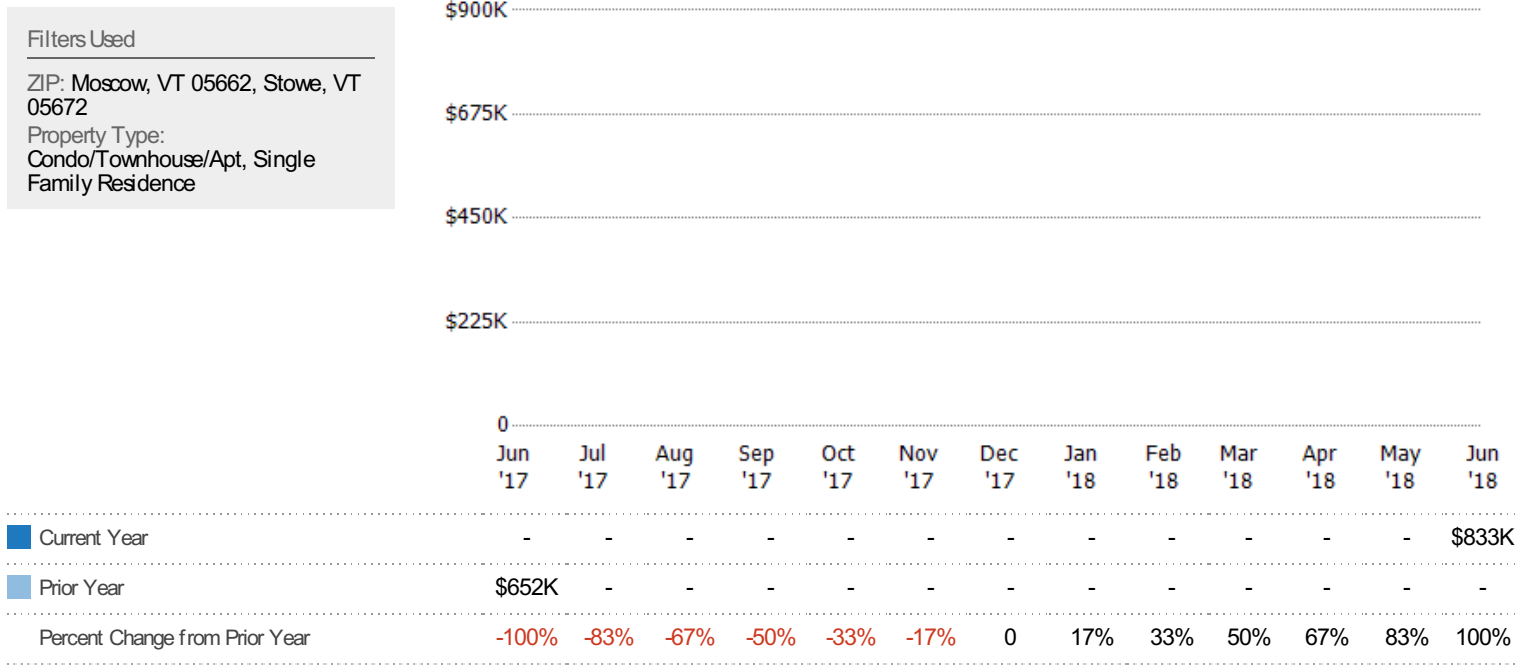 Filters Used
ZIP: Moscow, VT 05662, Stowe, VT
05672
Property Type:
Condo/Townhouse/Apt, Single
Family Residence
$900K
$675K
$450K
$225K
0
Jun Jul Aug Sep Oct Nov Dec Jan Feb Mar Apr May Jun
'17 '17 '17 '17 '17 '17 '17 '18 '18 '18 '18 '18 '18
Current Year - - - - - - - - - - - - $833K
Prior Year $652K - - - - - - - - - - - -
Percent Change from Prior Year -100% -83% -67% -50% -33% -17% 0 17% 33% 50% 67% 83% 100%